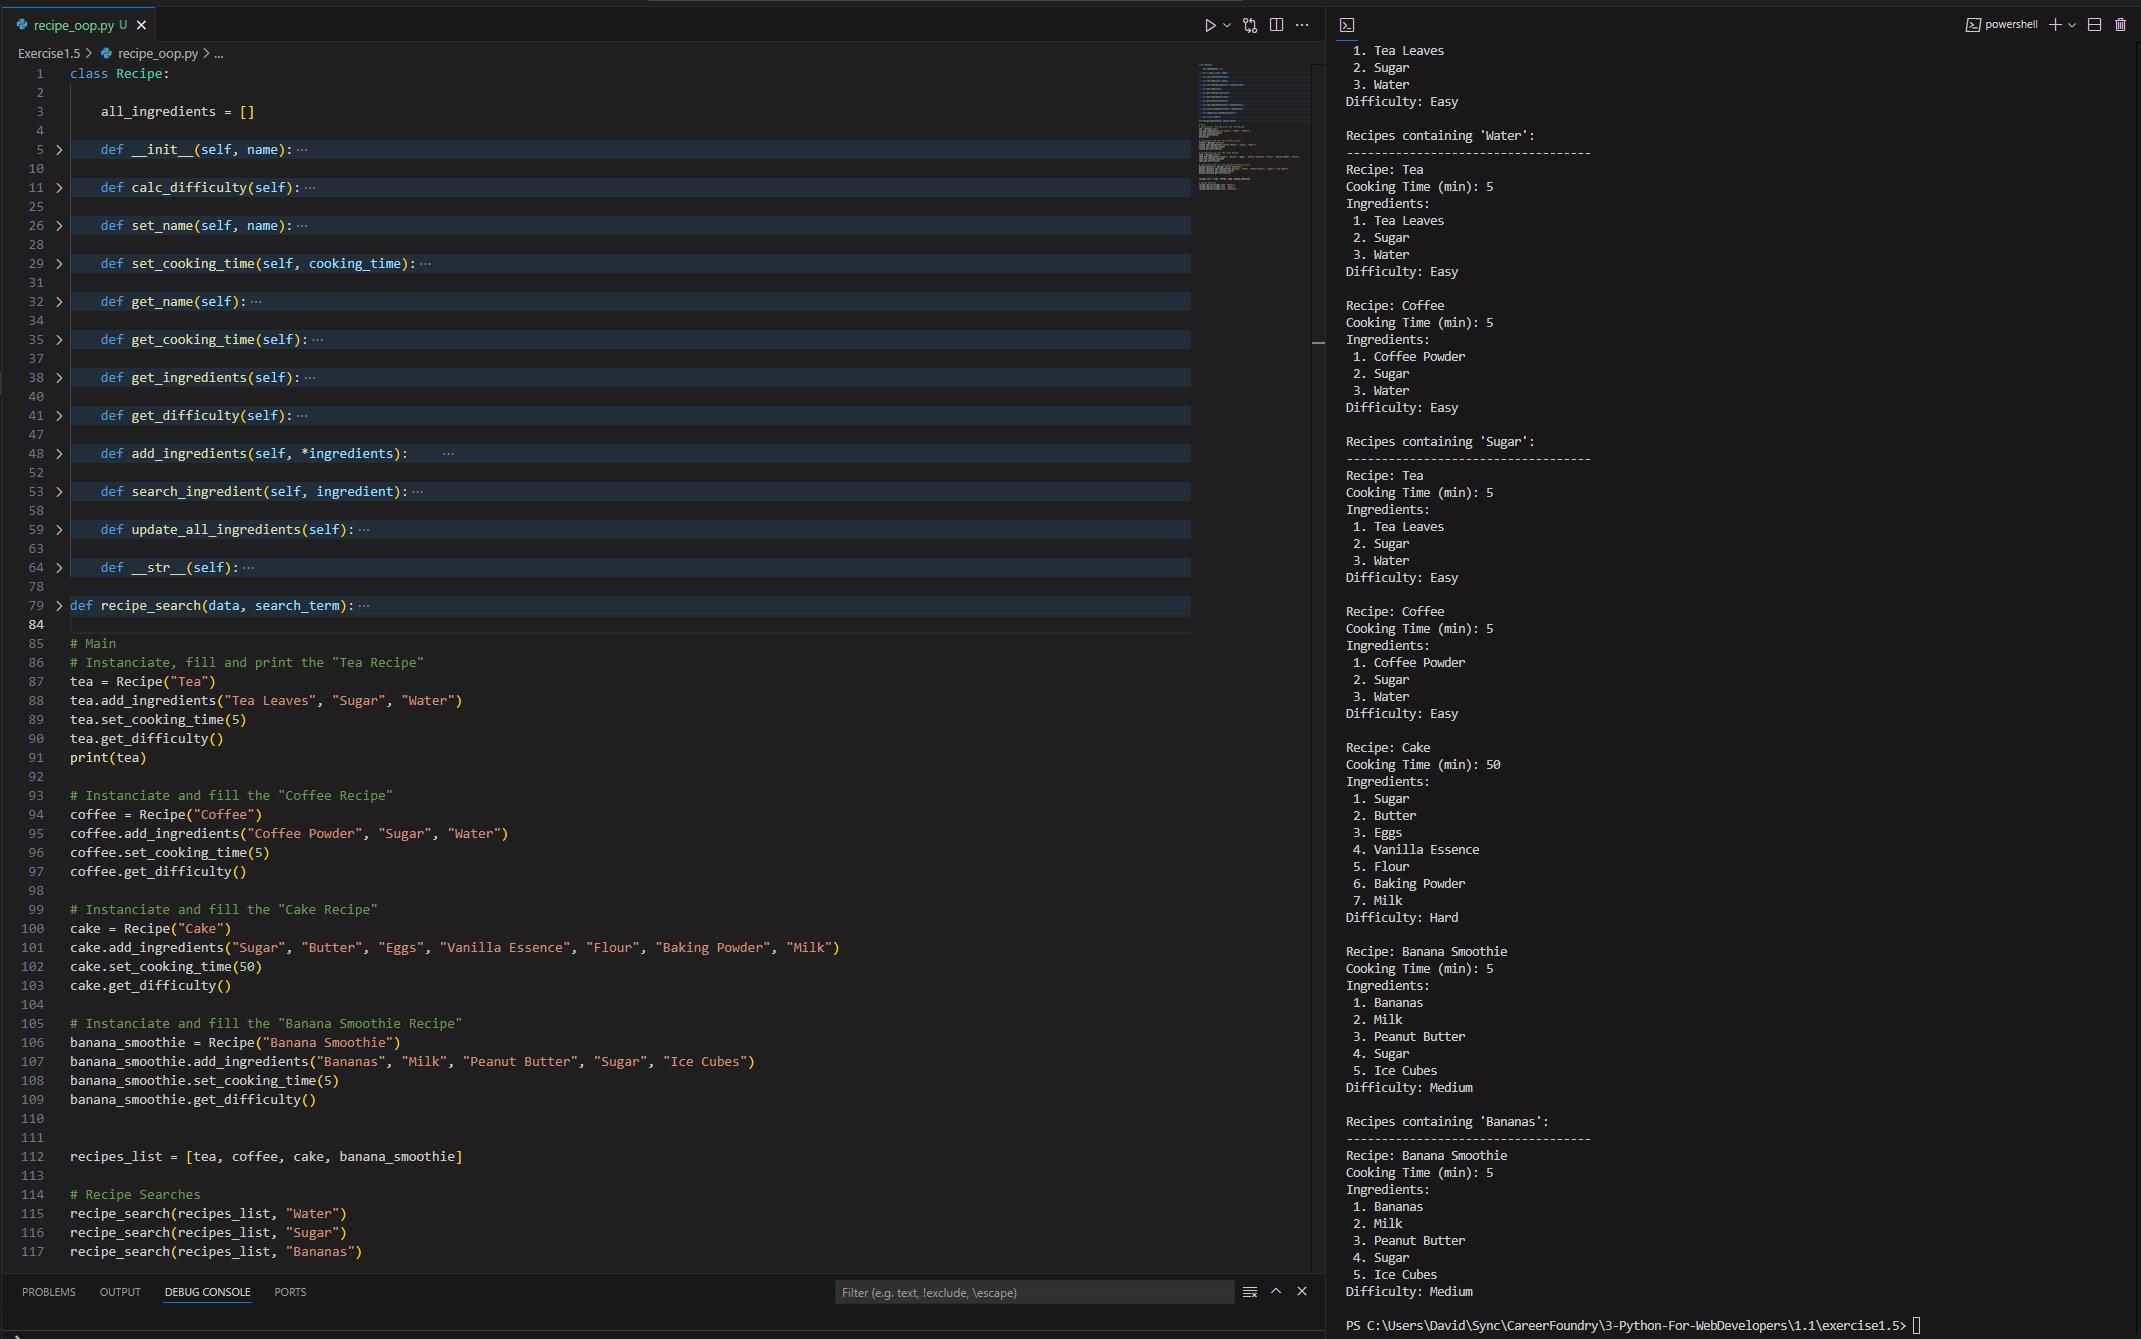 recipe_oop.py U
Exercise1.5 > recipe_oop.py > ...
1 class Recipe:
2
3 all_ingredients = []
4
5 def __init__(self, name): ...
10
11 def calc_difficulty(self): ...
25
26 def set_name(self, name): ...
28
29 def set_cooking_time(self, cooking_time): ...
31
32 def get_name(self): ...
34
35 def get_cooking_time(self): ...
37
38 def get_ingredients(self): ...
40
41 def get_difficulty(self): ...
47
48 def add_ingredients(self, *ingredients): ...
52
53 def search_ingredient(self, ingredient): ...
58
59 def update_all_ingredients(self): ...
63
64 def __str__(self): ...
78
79 def recipe_search(data, search_term): ...
84
85 # Main
86 # Instanciate, fill and print the "Tea Recipe"
87 tea = Recipe("Tea")
88 tea.add_ingredients("Tea Leaves", "Sugar", "Water")
89 tea.set_cooking_time(5)
90 tea.get_difficulty()
91 print(tea)
92
93 # Instanciate and fill the "Coffee Recipe"
94 coffee = Recipe("Coffee")
95 coffee.add_ingredients("Coffee Powder", "Sugar", "Water")
96 coffee.set_cooking_time(5)
97 coffee.get_difficulty()
98
99 # Instanciate and fill the "Cake Recipe"
100 cake = Recipe("Cake")
101 cake.add_ingredients("Sugar", "Butter", "Eggs", "Vanilla Essence", "Flour", "Baking Powder", "Milk")
102 cake.set_cooking_time(50)
103 cake.get_difficulty()
104
105 # Instanciate and fill the "Banana Smoothie Recipe"
106 banana_smoothie = Recipe("Banana Smoothie")
107 banana_smoothie.add_ingredients("Bananas", "Milk", "Peanut Butter", "Sugar", "Ice Cubes")
108 banana_smoothie.set_cooking_time(5)
109 banana_smoothie.get_difficulty()
110
111
112 recipes_list = [tea, coffee, cake, banana_smoothie]
113
114 # Recipe Searches
115 recipe_search(recipes_list, "Water")
116 recipe_search(recipes_list, "Sugar")
117 recipe_search(recipes_list, "Bananas")
PROBLEMS OUTPUT DEBUG CONSOLE PORTS
Filter (e.g. text, !exclude, \escape)
powershell
1. Tea Leaves
2. Sugar
3. Water
Difficulty: Easy
Recipes containing 'Water':
-----------------------------------
Recipe: Tea
Cooking Time (min): 5
Ingredients:
1. Tea Leaves
2. Sugar
3. Water
Difficulty: Easy
Recipe: Coffee
Cooking Time (min): 5
Ingredients:
1. Coffee Powder
2. Sugar
3. Water
Difficulty: Easy
Recipes containing 'Sugar':
-----------------------------------
Recipe: Tea
Cooking Time (min): 5
Ingredients:
1. Tea Leaves
2. Sugar
3. Water
Difficulty: Easy
Recipe: Coffee
Cooking Time (min): 5
Ingredients:
1. Coffee Powder
2. Sugar
3. Water
Difficulty: Easy
Recipe: Cake
Cooking Time (min): 50
Ingredients:
1. Sugar
2. Butter
3. Eggs
4. Vanilla Essence
5. Flour
6. Baking Powder
7. Milk
Difficulty: Hard
Recipe: Banana Smoothie
Cooking Time (min): 5
Ingredients:
1. Bananas
2. Milk
3. Peanut Butter
4. Sugar
5. Ice Cubes
Difficulty: Medium
Recipes containing 'Bananas':
-----------------------------------
Recipe: Banana Smoothie
Cooking Time (min): 5
Ingredients:
1. Bananas
2. Milk
3. Peanut Butter
4. Sugar
5. Ice Cubes
Difficulty: Medium
PS C:\Users\David\Sync\CareerFoundry\3-Python-For-WebDevelopers\1.1\exercise1.5>